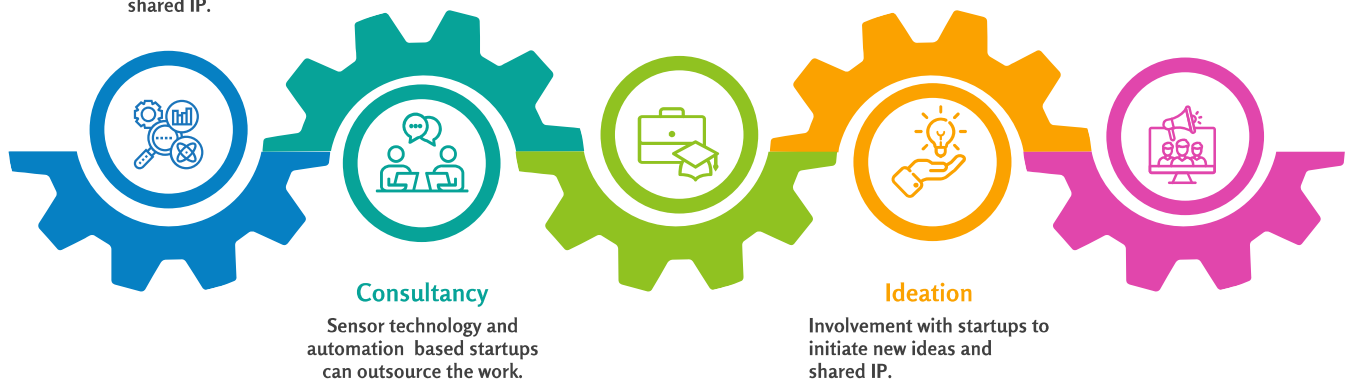 shared IP.
Consultancy
Sensor technology and
automation  based startups
can outsource the work.
Ideation
Involvement with startups to
initiate new ideas and
shared IP.